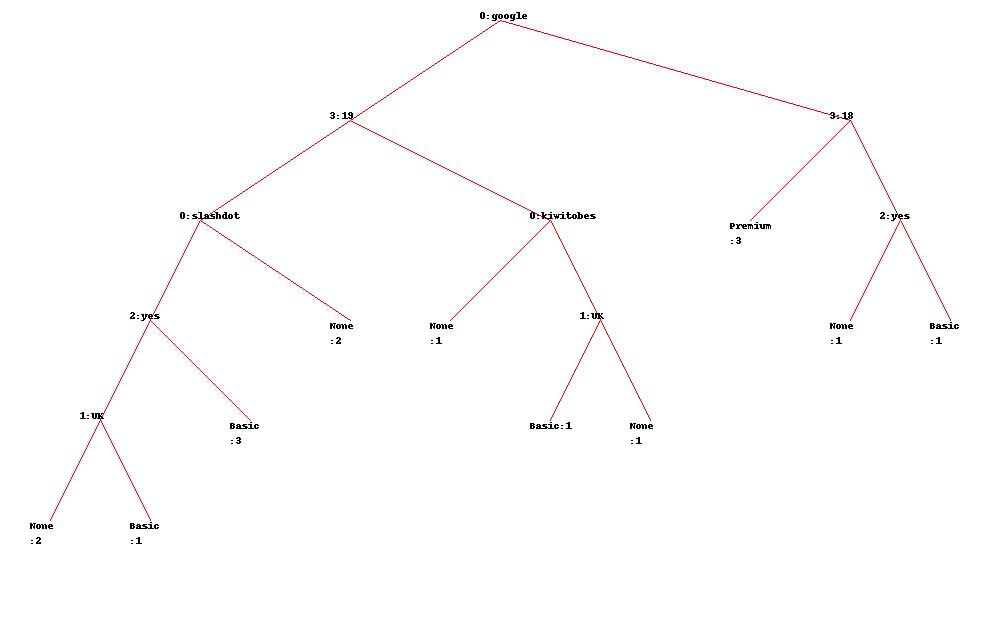 0:google
3:19
3:18
0:slashdot
0:kiwitobes
Premium
:3
2:yes
2:yes
None
:2
None
:1
1:UK
None
:1
Basic
:1
1:UK
Basic
:3
Basic:1
None
:1
None
:2
Basic
:1